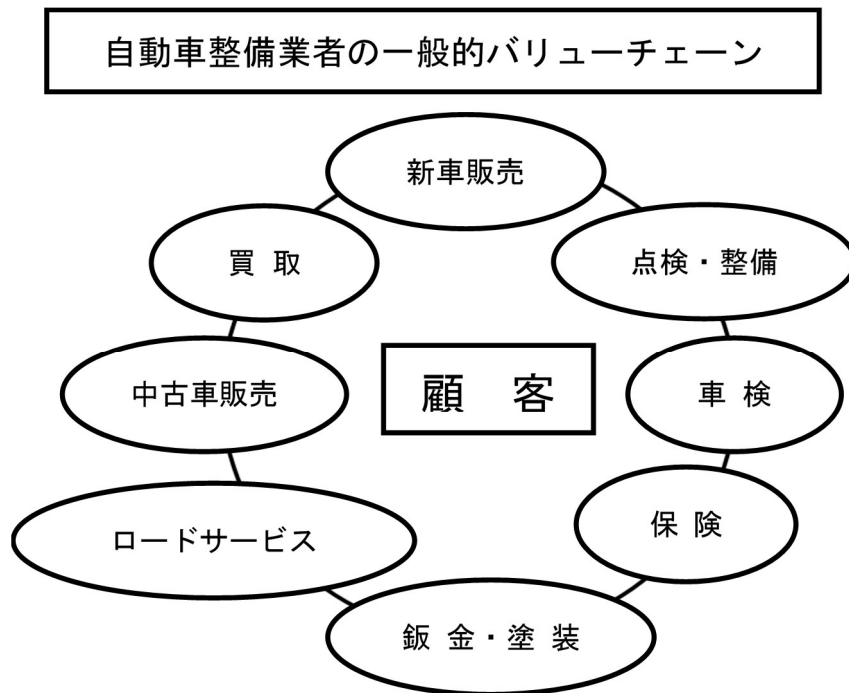 自動車整備業者の一般的バリューチェーン
新車販売
買 取
点検・整備
中古車販売
顧 客
車 検
保 険
ロードサービス
鈑 金・塗 装